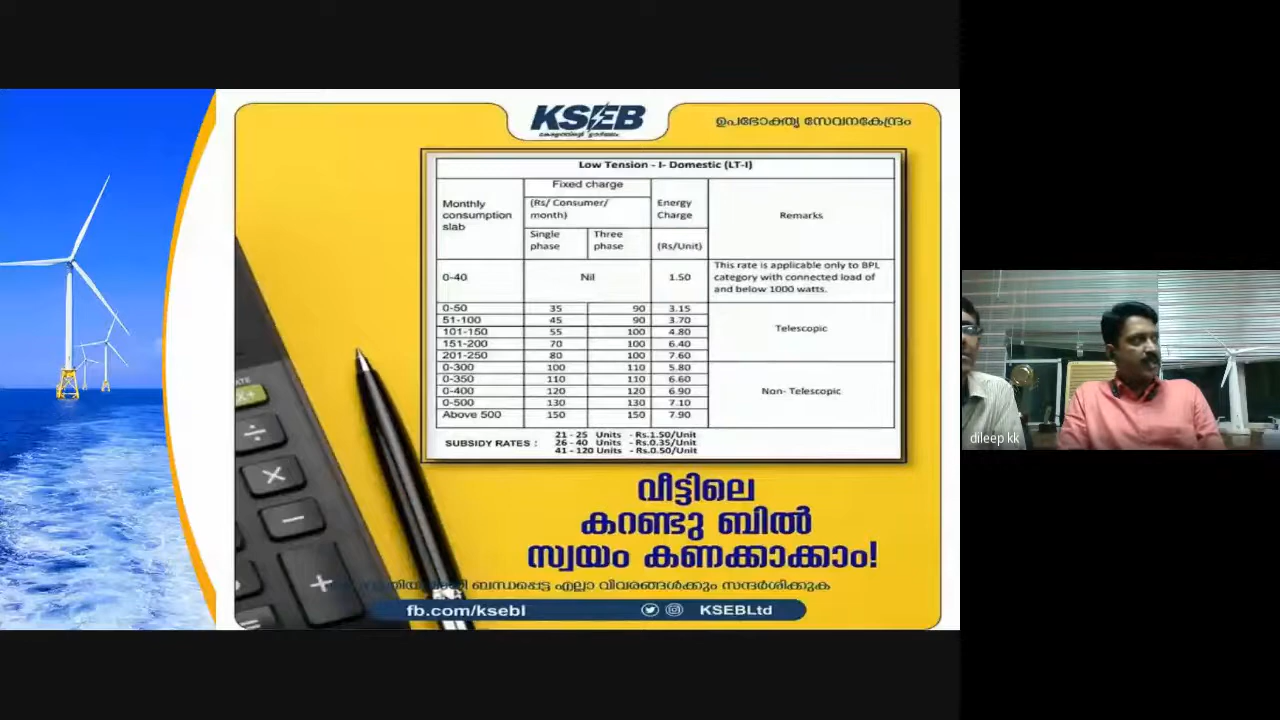 KSEB
കേരളത്തിന്റെ ഊർജ്ജം
ഉപഭോക്തൃ സേവനകേന്ദ്രം
Low Tension - I- Domestic (LT-I)
Monthly consumption slab
Fixed charge
(Rs/ Consumer/ month)
Energy Charge
Remarks
Single phase Three phase (Rs/Unit)
0-40 Nil 1.50 This rate is applicable only to BPL
category with connected load of
and below 1000 watts.
0-50 35 90 3.15
51-100 45 90 3.70
101-150 55 100 4.80 Telescopic
151-200 70 100 6.40
201-250 80 100 7.60
0-300 100 110 5.80
0-350 110 110 6.60
0-400 120 120 6.90 Non- Telescopic
0-500 130 130 7.10
Above 500 150 150 7.90
SUBSIDY RATES :
21 - 25 Units - Rs.1.50/Unit
26 - 40 Units - Rs.0.35/Unit
41 - 120 Units - Rs.0.50/Unit
വീട്ടിലെ
കറണ്ടു ബിൽ
സ്വയം കണക്കാക്കാം!
ബന്ധപ്പെട്ട എല്ലാ വിവരങ്ങൾക്കും സന്ദർശിക്കുക
fb.com/ksebl KSEBLtd
dileep kk